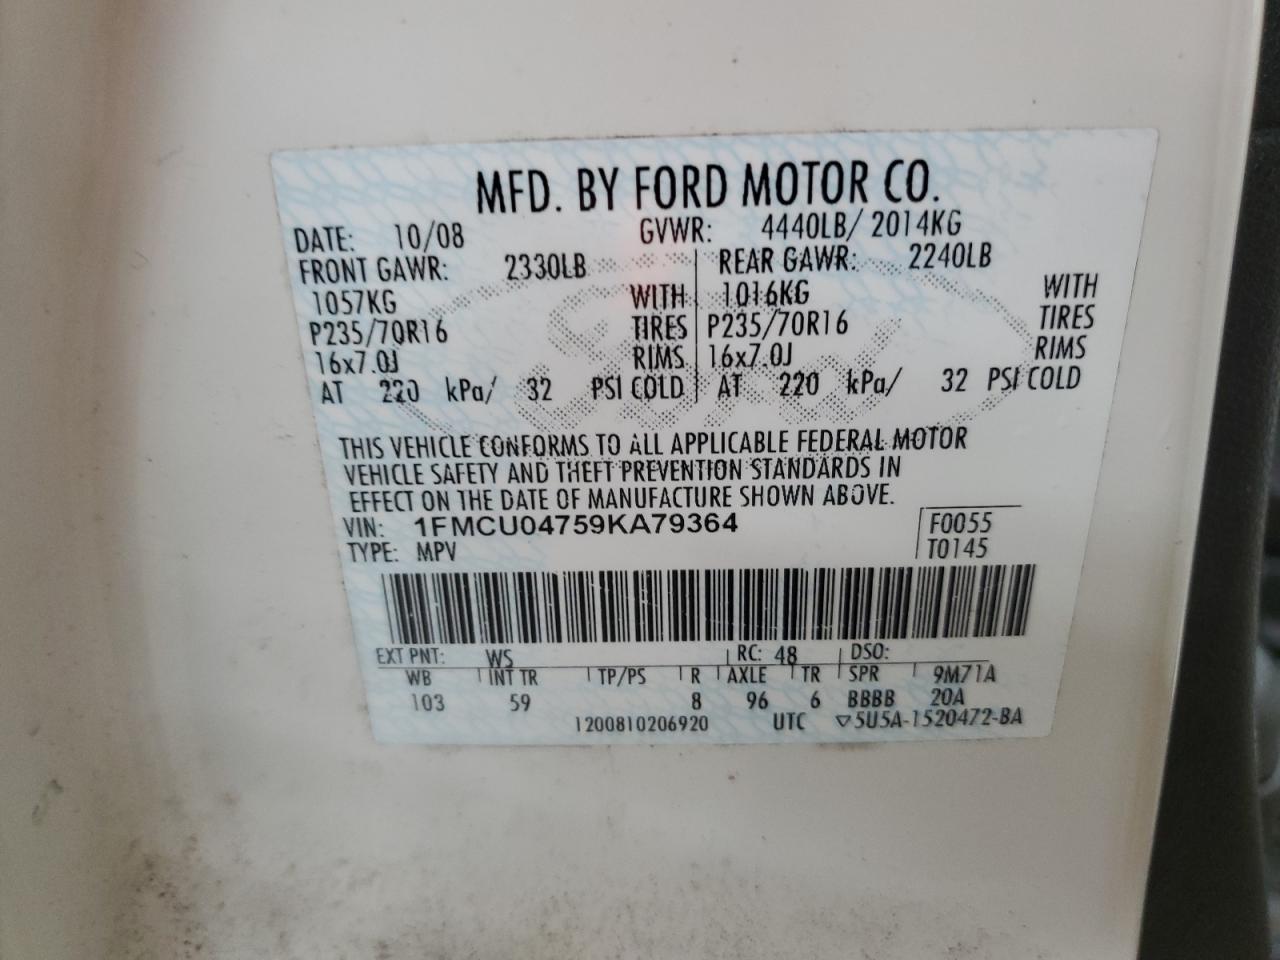 MFD. BY FORD MOTOR CO.
DATE: 10/08 GVWR: 4440LB/ 2014KG
FRONT GAWR: 2330LB REAR GAWR: 2240LB
1057KG WITH 1016KG WITH
P235/70R16 TIRES P235/70R16 TIRES
16x7.0J RIMS 16x7.0J RIMS
AT 220 kPa/ 32 PSI COLD AT 220 kPa/ 32 PSI COLD
Ford
THIS VEHICLE CONFORMS TO ALL APPLICABLE FEDERAL MOTOR
VEHICLE SAFETY AND THEFT PREVENTION STANDARDS IN
EFFECT ON THE DATE OF MANUFACTURE SHOWN ABOVE.
VIN: 1FMCU04759KA79364 F0055
TYPE: MPV T0145
EXT PNT: WS RC: 48 DSO:
WB INT TR TP/PS R AXLE TR SPR 9M71A
103 59 8 96 6 BBBB 20A
1200810206920 UTC ▽5U5A-1520472-BA